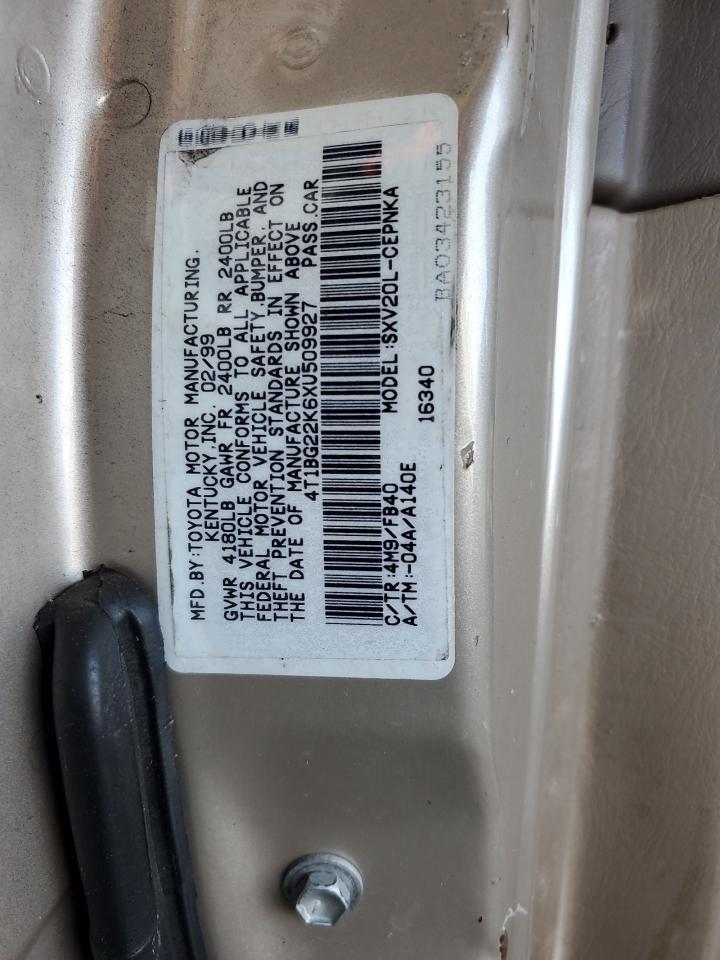 MFD.BY:TOYOTA MOTOR MANUFACTURING,
KENTUCKY,INC. 02/99
GVWR 4180LB GAWR FR 2400LB RR 2400LB
THIS VEHICLE CONFORMS TO ALL APPLICABLE
FEDERAL MOTOR VEHICLE SAFETY,BUMPER, AND
THEFT PREVENTION STANDARDS IN EFFECT ON
THE DATE OF MANUFACTURE SHOWN ABOVE
4T1BG22K6XU509927 PASS.CAR
C/TR:4M9/FB40 MODEL:SXV20L-CEPNKA
A/TM:-04A/A140E 16340
BA03423155